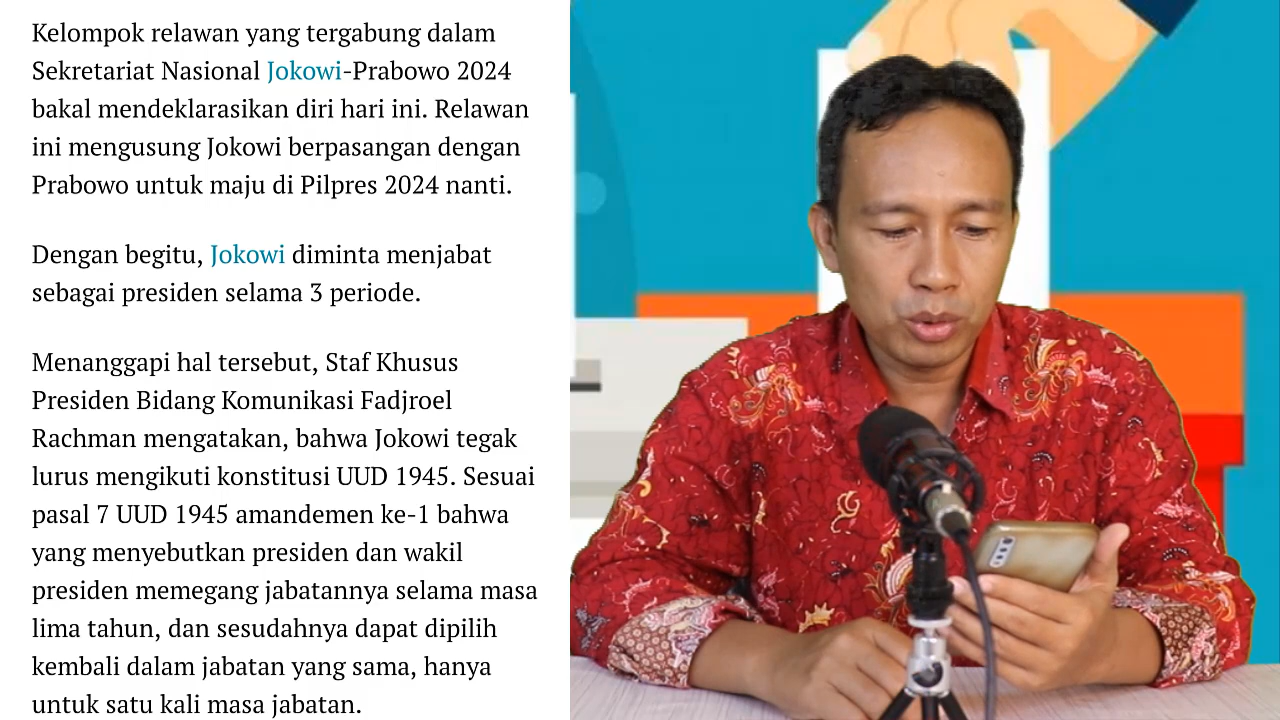 Kelompok relawan yang tergabung dalam
Sekretariat Nasional Jokowi-Prabowo 2024
bakal mendeklarasikan diri hari ini. Relawan
ini mengusung Jokowi berpasangan dengan
Prabowo untuk maju di Pilpres 2024 nanti.
Dengan begitu, Jokowi diminta menjabat
sebagai presiden selama 3 periode.
Menanggapi hal tersebut, Staf Khusus
Presiden Bidang Komunikasi Fadjroel
Rachman mengatakan, bahwa Jokowi tegak
lurus mengikuti konstitusi UUD 1945. Sesuai
pasal 7 UUD 1945 amandemen ke-1 bahwa
yang menyebutkan presiden dan wakil
presiden memegang jabatannya selama masa
lima tahun, dan sesudahnya dapat dipilih
kembali dalam jabatan yang sama, hanya
untuk satu kali masa jabatan.